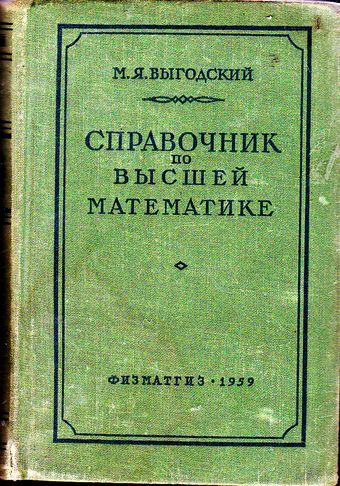 М.Я.ВЫГОДСКИЙ
СПРАВОЧНИК
ПО
ВЫСШЕЙ
МАТЕМАТИКЕ
ФИЗМАТГИЗ · 1959